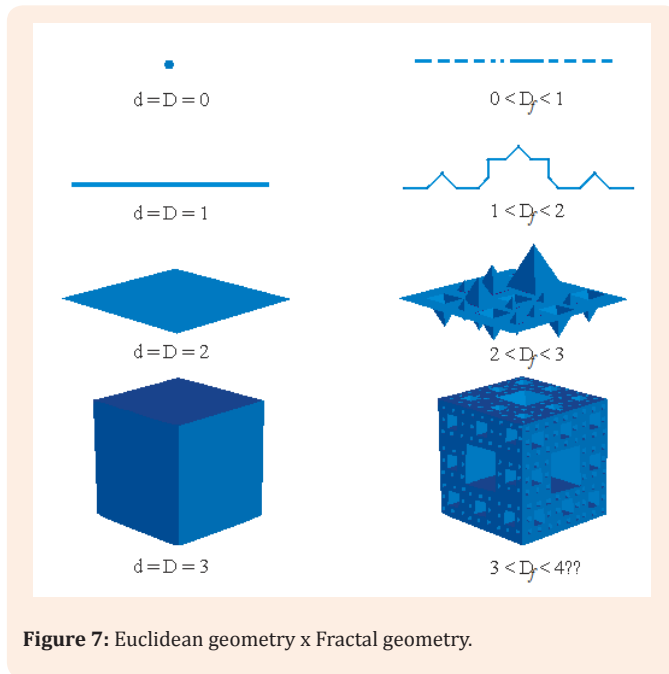 d = D = 0
0 < D_f < 1
d = D = 1
1 < D_f < 2
d = D = 2
2 < D_f < 3
d = D = 3
3 < D_f < 4??
Figure 7: Euclidean geometry x Fractal geometry.